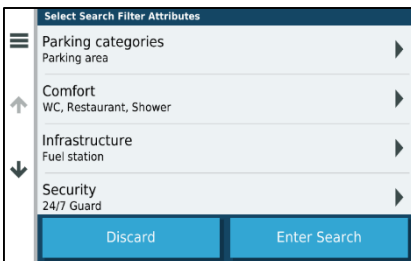 Select Search Filter Attributes
Parking categories
Parking area
Comfort
WC, Restaurant, Shower
Infrastructure
Fuel station
Security
24/7 Guard
Discard
Enter Search